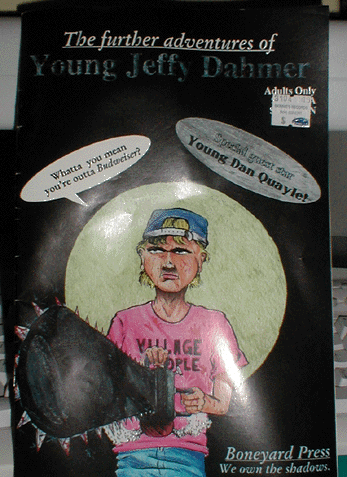 The further adventures of
Young Jeffy Dahmer
Adults Only
Whatta you mean
you're outta Budweiser?
Special guest star
Young Dan Quayle!
$
VILLAGE
PEOPLE
Boneyard Press
We own the shadows.